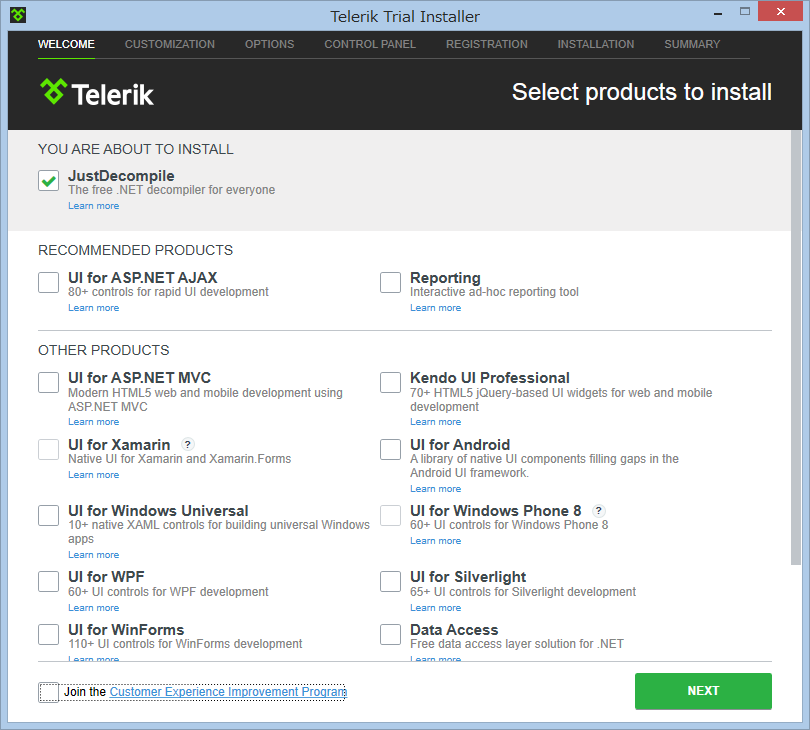 Telerik Trial Installer
WELCOME CUSTOMIZATION OPTIONS CONTROL PANEL REGISTRATION INSTALLATION SUMMARY
Telerik
Select products to install
YOU ARE ABOUT TO INSTALL
JustDecompile
The free .NET decompiler for everyone
Learn more
RECOMMENDED PRODUCTS
UI for ASP.NET AJAX
80+ controls for rapid UI development
Learn more
Reporting
Interactive ad-hoc reporting tool
Learn more
OTHER PRODUCTS
UI for ASP.NET MVC
Modern HTML5 web and mobile development using
ASP.NET MVC
Learn more
Kendo UI Professional
70+ HTML5 jQuery-based UI widgets for web and mobile
development
Learn more
UI for Xamarin ?
Native UI for Xamarin and Xamarin.Forms
Learn more
UI for Android
A library of native UI components filling gaps in the
Android UI framework.
Learn more
UI for Windows Universal
10+ native XAML controls for building universal Windows
apps
Learn more
UI for Windows Phone 8 ?
60+ UI controls for Windows Phone 8
Learn more
UI for WPF
60+ UI controls for WPF development
Learn more
UI for Silverlight
65+ UI controls for Silverlight development
Learn more
UI for WinForms
110+ UI controls for WinForms development
Learn more
Data Access
Free data access layer solution for .NET
Learn more
Join the Customer Experience Improvement Program
NEXT